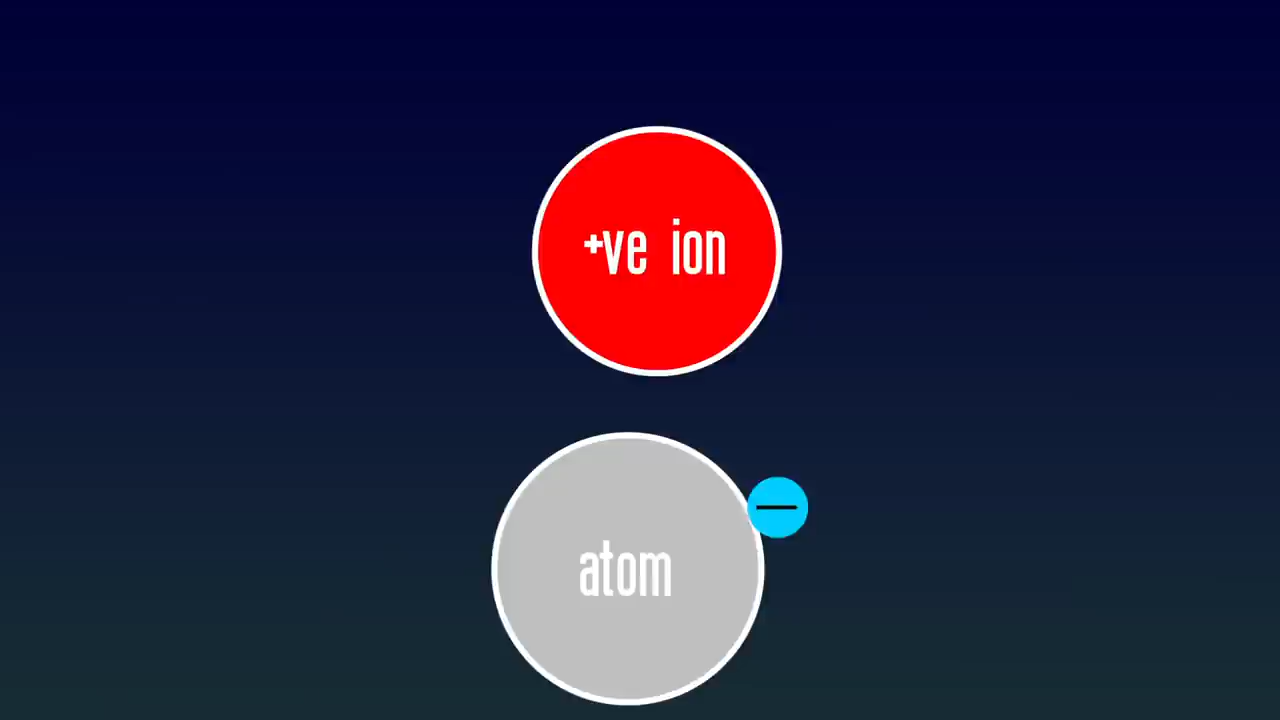 +ve ion
atom
—